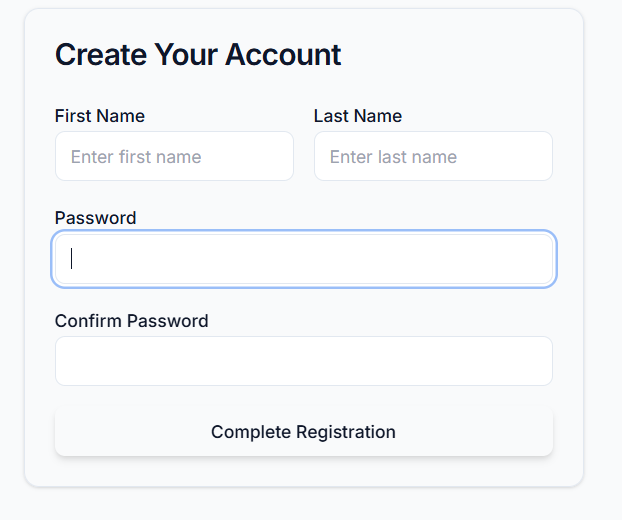 Create Your Account
First Name Last Name
Enter first name Enter last name
Password
Confirm Password
Complete Registration